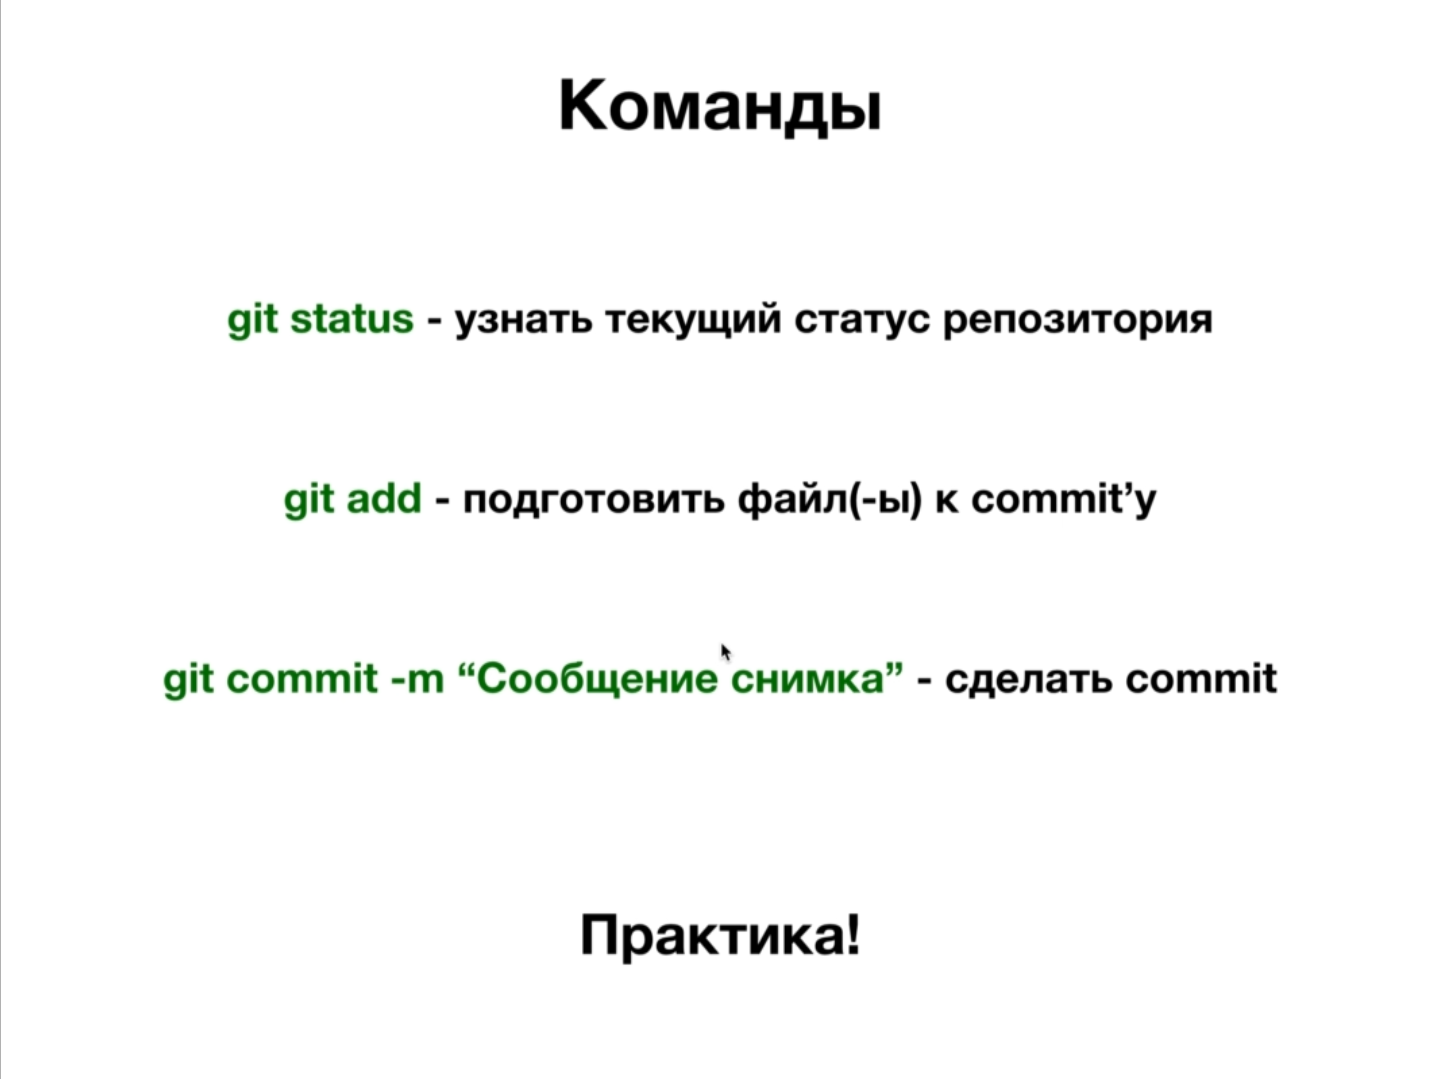 Команды
git status - узнать текущий статус репозитория
git add - подготовить файл(-ы) к commit’у
git commit -m “Сообщение снимка” - сделать commit
Практика!